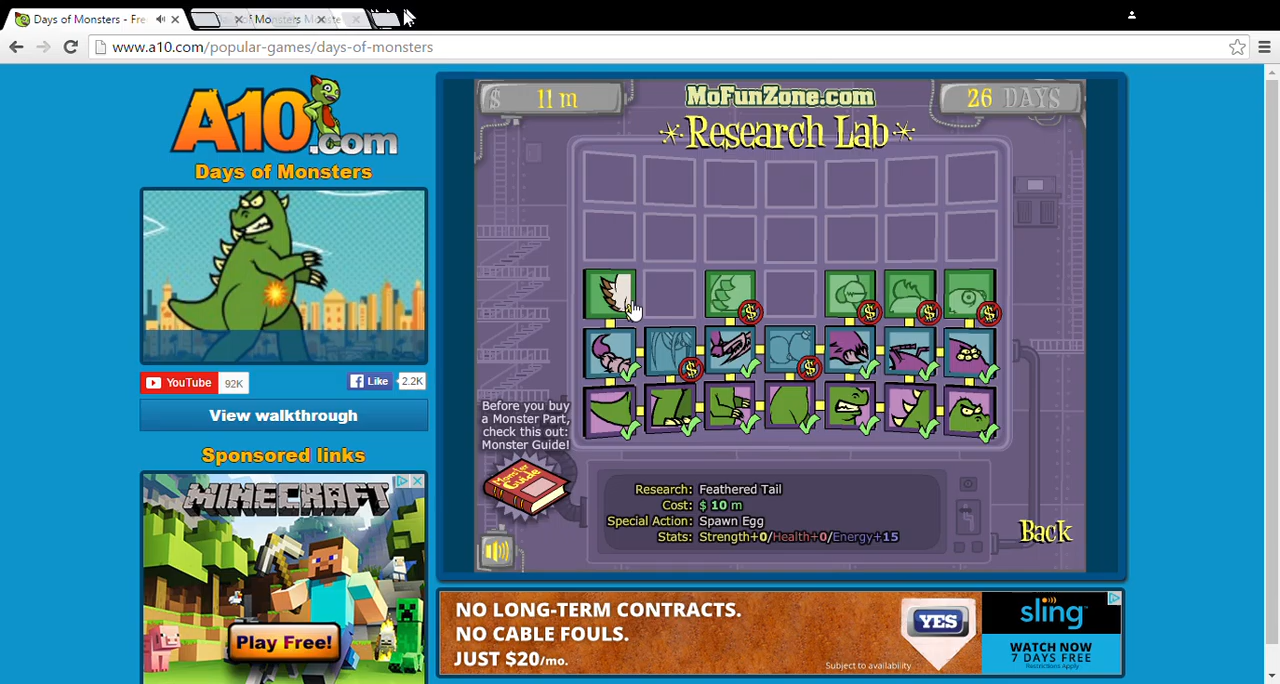 Days of Monsters - Fre
www.a10.com/popular-games/days-of-monsters
A10.com
Days of Monsters
YouTube 92K
Like 2.2K
View walkthrough
Sponsored links
MINECRAFT
Play Free!
$ 11 m
MoFunZone.com
26 DAYS
Research Lab
Before you buy
a Monster Part,
check this out:
Monster Guide!
Monster
Guide
Research: Feathered Tail
Cost: $ 10 m
Special Action: Spawn Egg
Stats: Strength+0/Health+0/Energy+15
Back
NO LONG-TERM CONTRACTS.
NO CABLE FOULS.
JUST $20/mo.
Subject to availability
YES
sling
WATCH NOW
7 DAYS FREE
Restrictions Apply